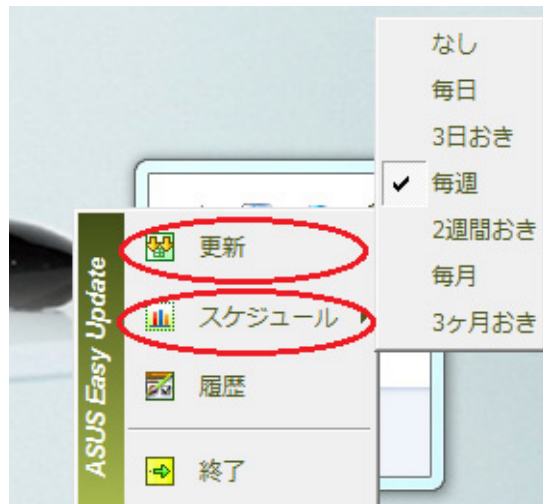 ASUS Easy Update
更新
スケジュール
履歴
終了
なし
毎日
3日おき
毎週
2週間おき
毎月
3ヶ月おき